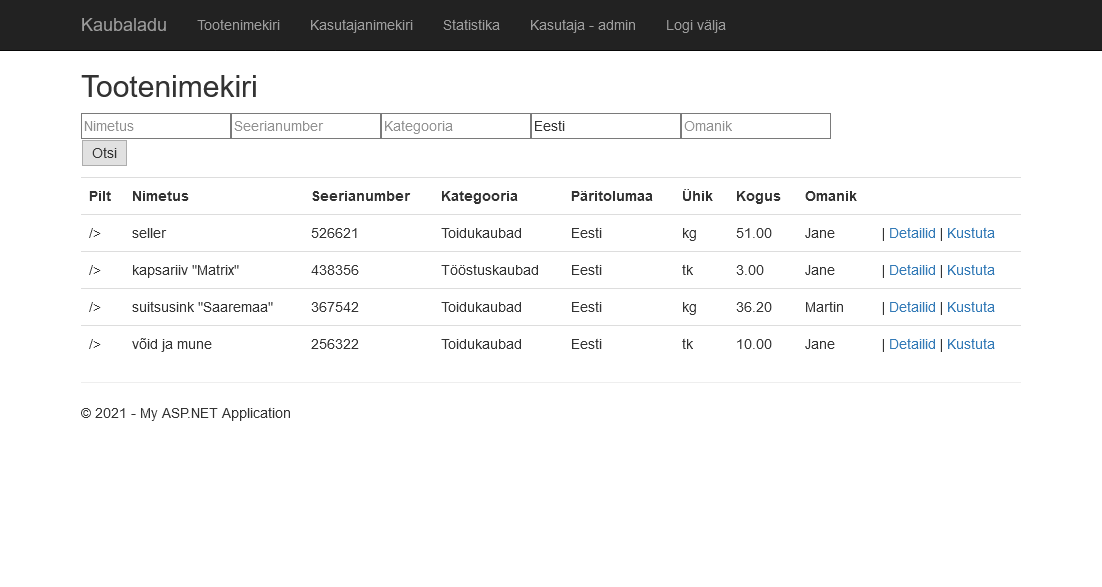 Kaubaladu Tootenimekiri Kasutajanimekiri Statistika Kasutaja - admin Logi välja
Tootenimekiri
Nimetus Seerianumber Kategooria Eesti Omanik
Otsi
Pilt Nimetus Seerianumber Kategooria Päritolumaa Ühik Kogus Omanik
/> seller 526621 Toidukaubad Eesti kg 51.00 Jane | Detailid | Kustuta
/> kapsariiv "Matrix" 438356 Tööstuskaubad Eesti tk 3.00 Jane | Detailid | Kustuta
/> suitsusink "Saaremaa" 367542 Toidukaubad Eesti kg 36.20 Martin | Detailid | Kustuta
/> võid ja mune 256322 Toidukaubad Eesti tk 10.00 Jane | Detailid | Kustuta
© 2021 - My ASP.NET Application